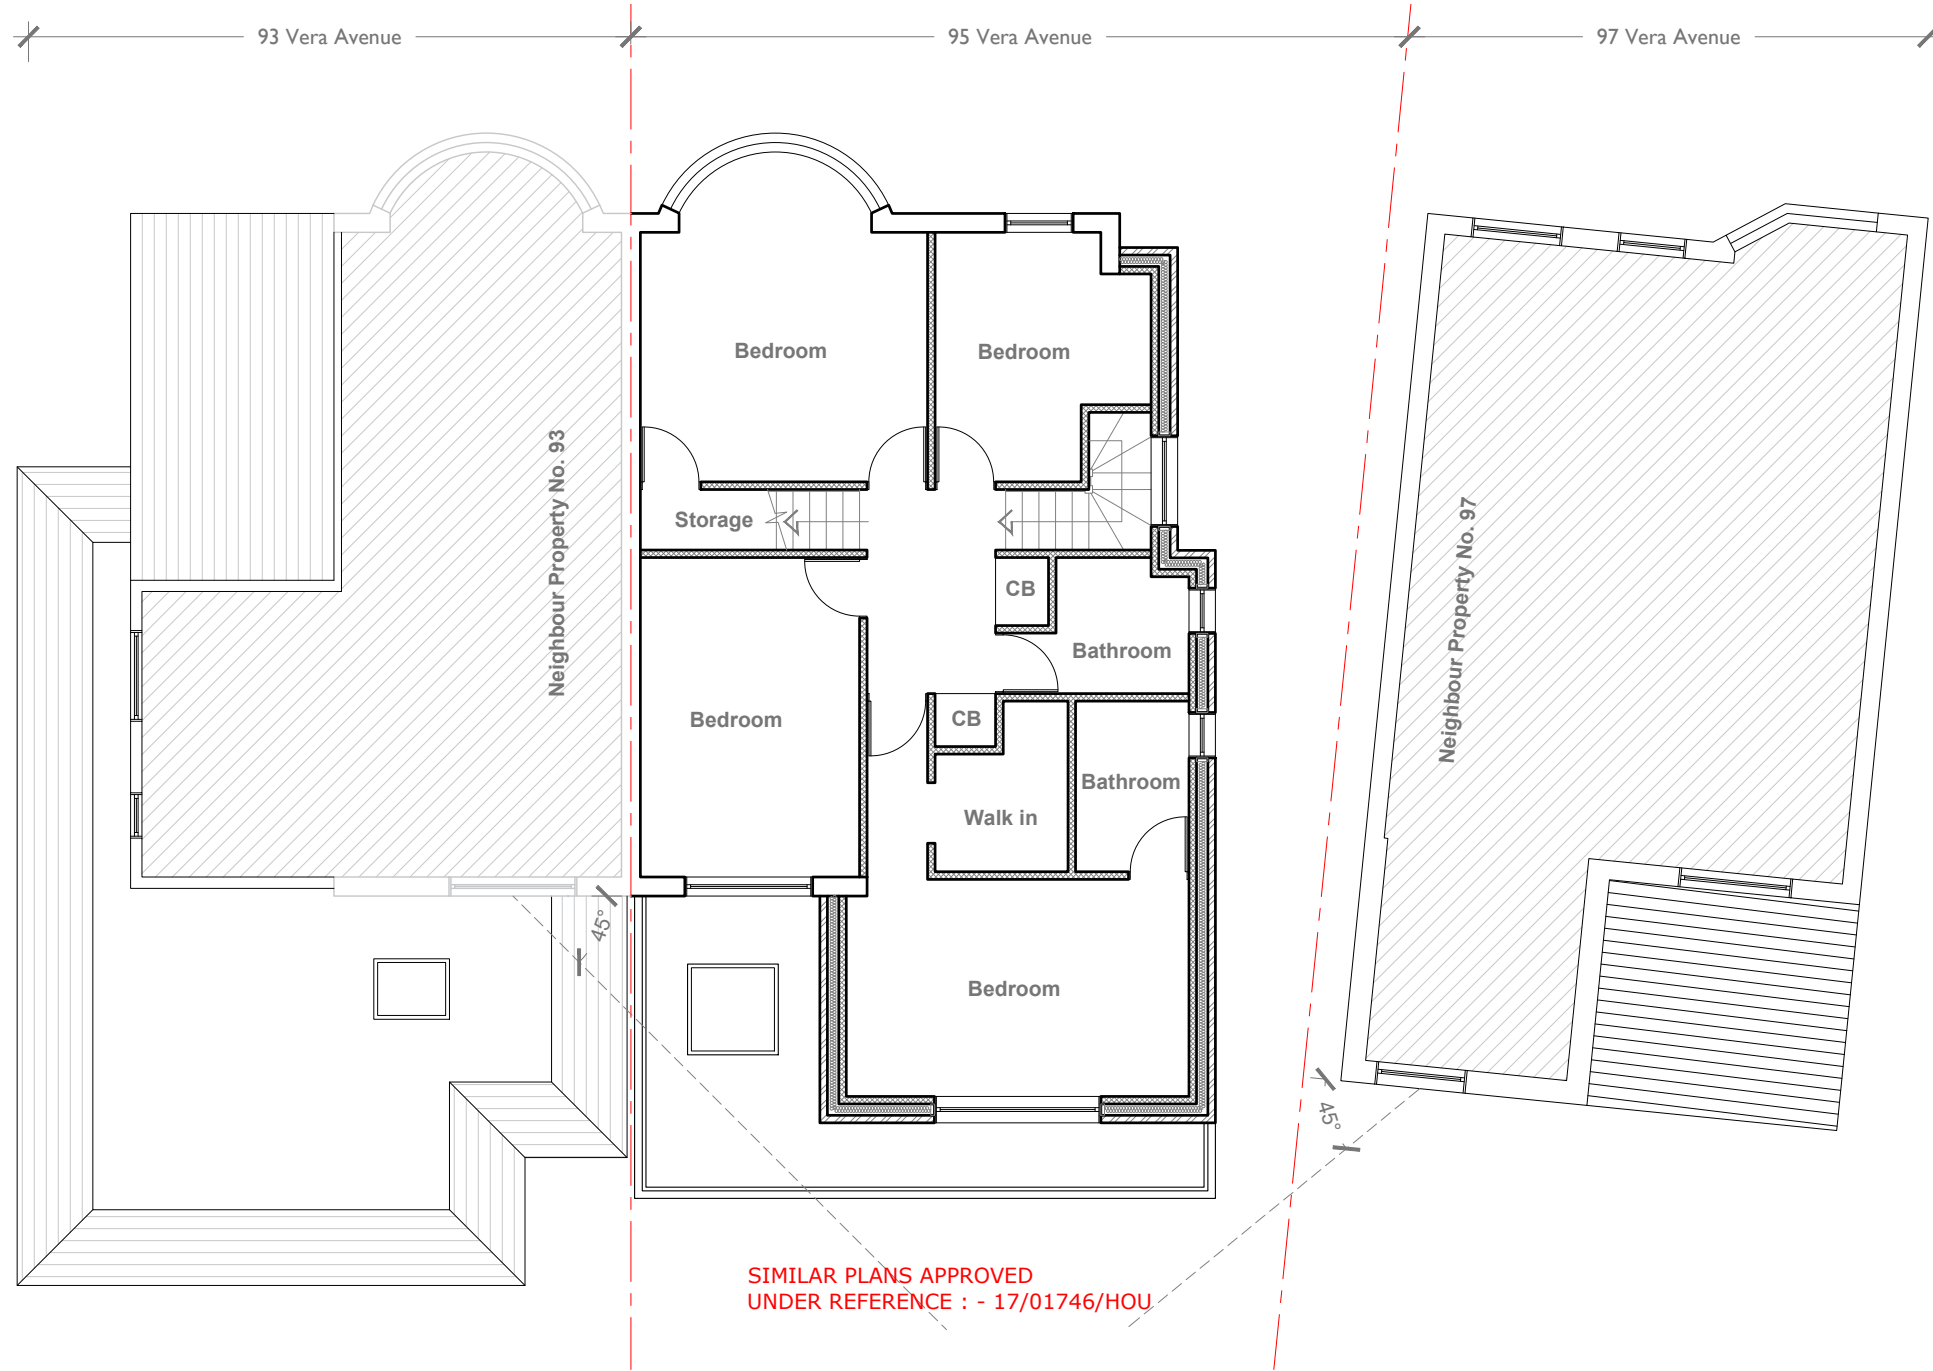 93 Vera Avenue
95 Vera Avenue
97 Vera Avenue
Bedroom
Bedroom
Neighbour Property No. 93
Storage
Neighbour Property No. 97
CB
Bathroom
Bedroom
CB
Bathroom
Walk in
45°
Bedroom
45°
SIMILAR PLANS APPROVED
UNDER REFERENCE : - 17/01746/HOU